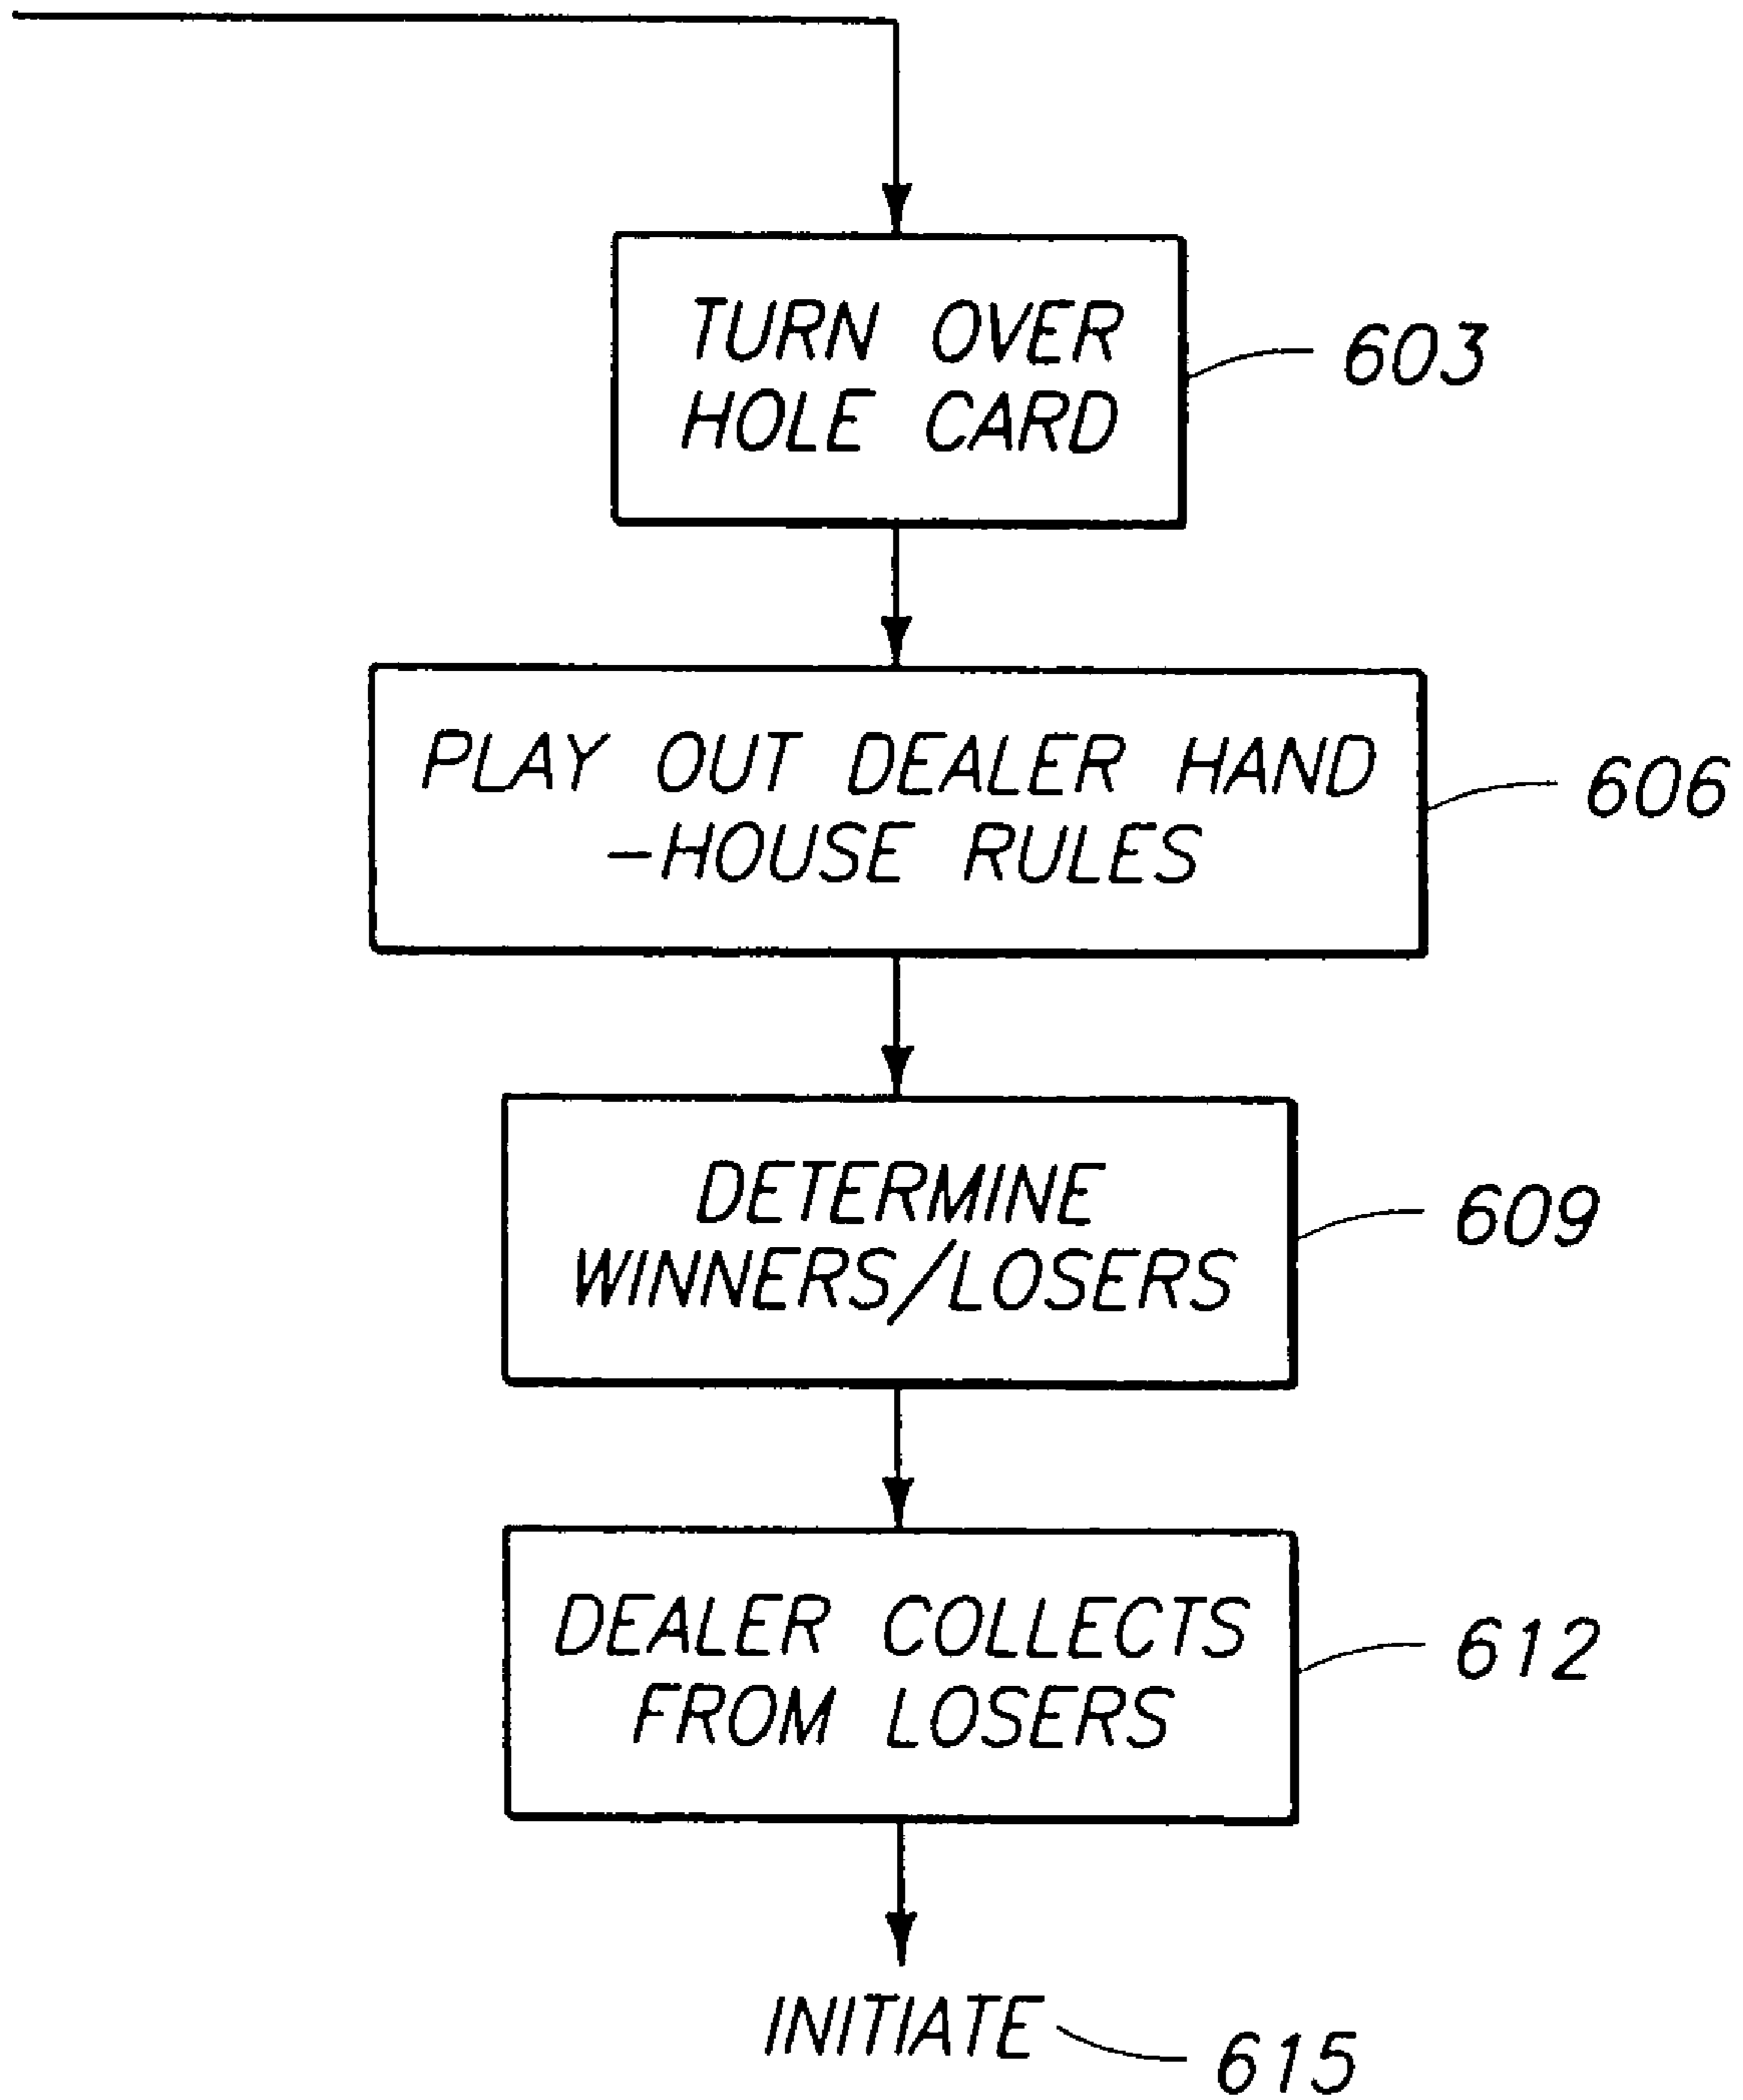 TURN OVER
HOLE CARD
603
PLAY OUT DEALER HAND
-HOUSE RULES
606
DETERMINE
WINNERS/LOSERS
609
DEALER COLLECTS
FROM LOSERS
612
INITIATE
615